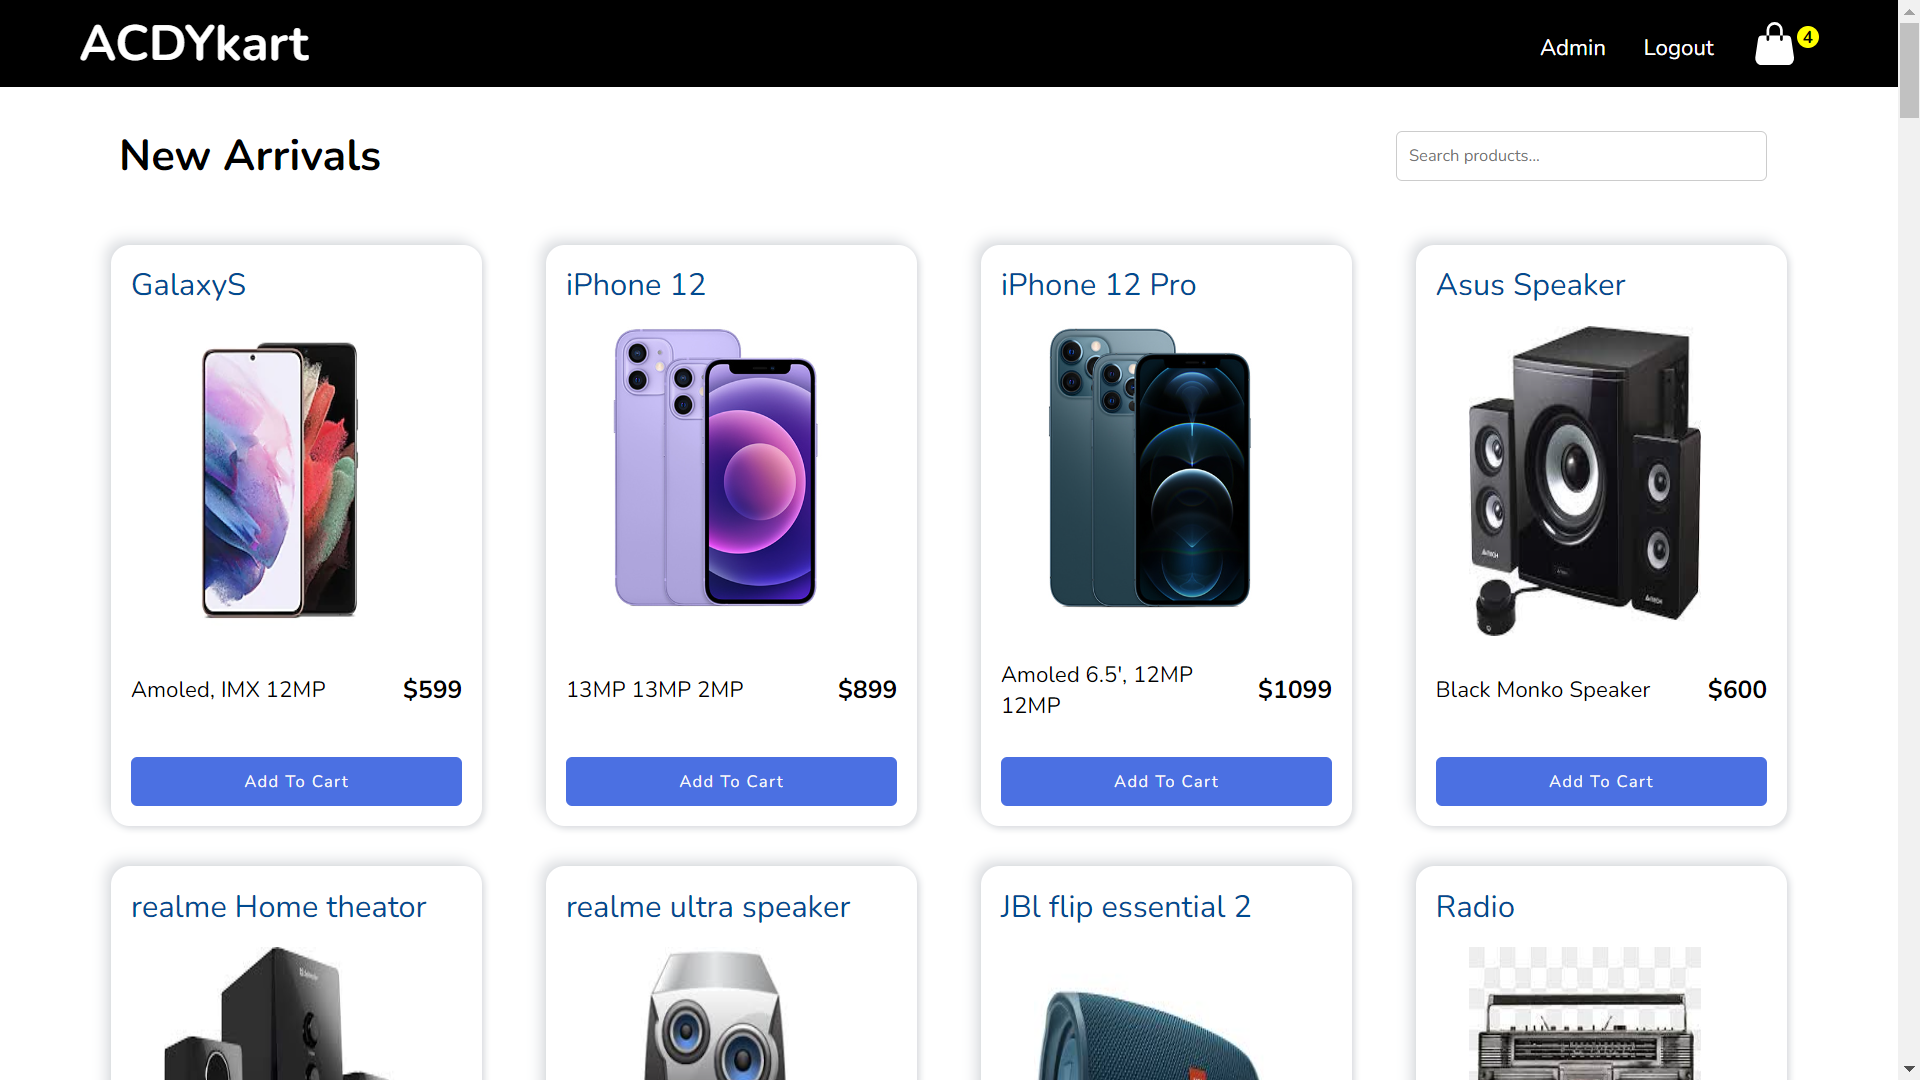 ACDYkart
Admin
Logout
4
New Arrivals
Search products...
GalaxyS
iPhone 12
iPhone 12 Pro
Asus Speaker
Amoled, IMX 12MP
$599
13MP 13MP 2MP
$899
Amoled 6.5', 12MP
12MP
$1099
Black Monko Speaker
$600
Add To Cart
Add To Cart
Add To Cart
Add To Cart
realme Home theator
realme ultra speaker
JBl flip essential 2
Radio